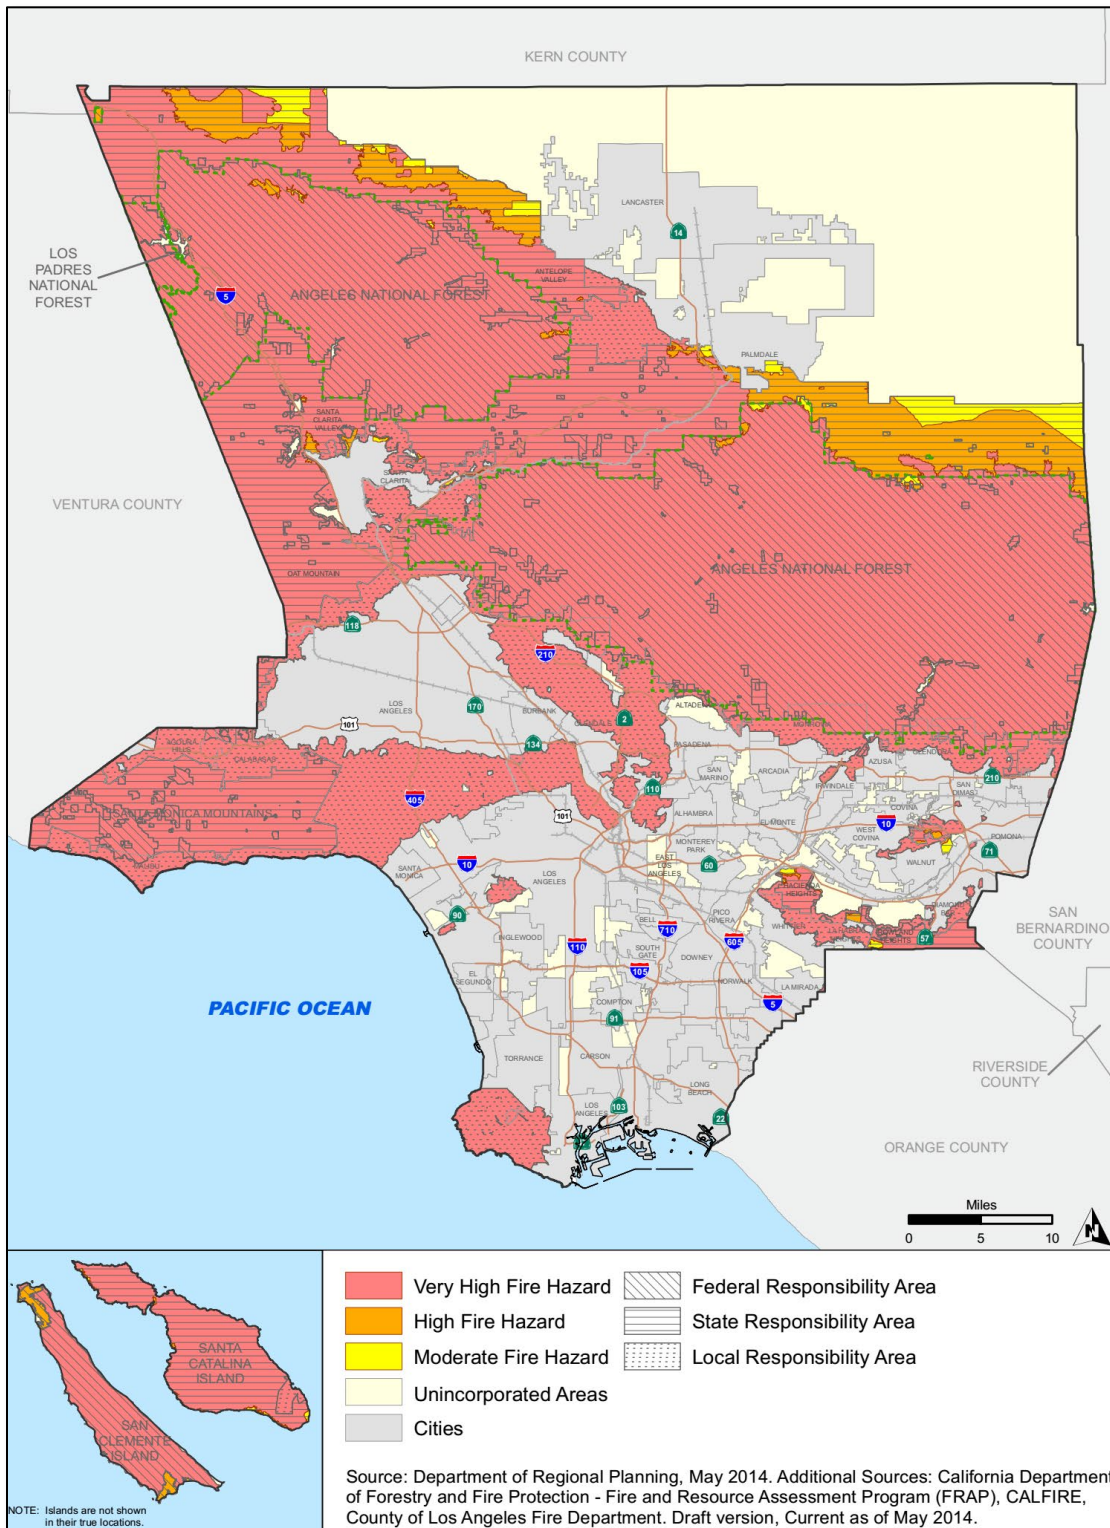 KERN COUNTY
LANCASTER
14
LOS
PADRES
NATIONAL
FOREST
ANTELOPE
VALLEY
5
ANGELES NATIONAL FOREST
PALMDALE
SANTA
CLARITA
VALLEY
SANTA
CLARITA
VENTURA COUNTY
OAT MOUNTAIN
ANGELES NATIONAL FOREST
118
210
LOS
ANGELES
170
BURBANK
2
GLENDALE
ALTADENA
101
134
PASADENA
MONROVIA
GLENDORA
AGOURA
HILLS
CALABASAS
SAN
MARINO
ARCADIA
AZUSA
210
405
110
IRWINDALE
SAN
DIMAS
SANTA MONICA MOUNTAINS
101
ALHAMBRA
EL MONTE
COVINA
10
WEST
COVINA
POMONA
MALIBU
SANTA
MONICA
10
LOS
ANGELES
EAST
LOS
ANGELES
MONTEREY
PARK
60
WALNUT
71
HACIENDA
HEIGHTS
90
BELL
PICO
RIVERA
WHITTIER
DIAMOND
BAR
SAN
BERNARDINO
COUNTY
INGLEWOOD
110
710
605
57
ROWLAND
HEIGHTS
SOUTH
GATE
DOWNEY
EL
SEGUNDO
105
NORWALK
LA MIRADA
PACIFIC OCEAN
COMPTON
5
91
TORRANCE
CARSON
RIVERSIDE
COUNTY
LONG
BEACH
LOS
ANGELES
103
22
ORANGE COUNTY
Miles
0 5 10
N
SANTA
CATALINA
ISLAND
SAN
CLEMENTE
ISLAND
NOTE: Islands are not shown
in their true locations.
Very High Fire Hazard
High Fire Hazard
Moderate Fire Hazard
Unincorporated Areas
Cities
Federal Responsibility Area
State Responsibility Area
Local Responsibility Area
Source: Department of Regional Planning, May 2014. Additional Sources: California Department
of Forestry and Fire Protection - Fire and Resource Assessment Program (FRAP), CALFIRE,
County of Los Angeles Fire Department. Draft version, Current as of May 2014.